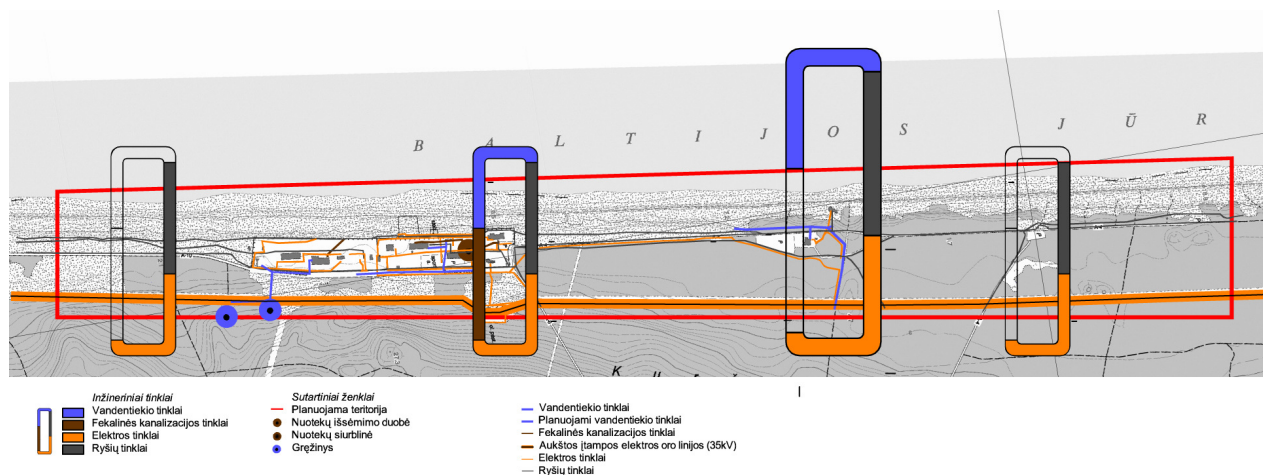 B A L T I J O S J Ū R
K u r
Inžineriniai tinklai
Vandentiekio tinklai
Fekalinės kanalizacijos tinklai
Elektros tinklai
Ryšių tinklai
Sutartiniai ženklai
Planuojama teritorija
Nuotekų išsėmimo duobė
Nuotekų siurblinė
Gręžinys
Vandentiekio tinklai
Planuojami vandentiekio tinklai
Fekalinės kanalizacijos tinklai
Aukštos įtampos elektros oro linijos (35kV)
Elektros tinklai
Ryšių tinklai